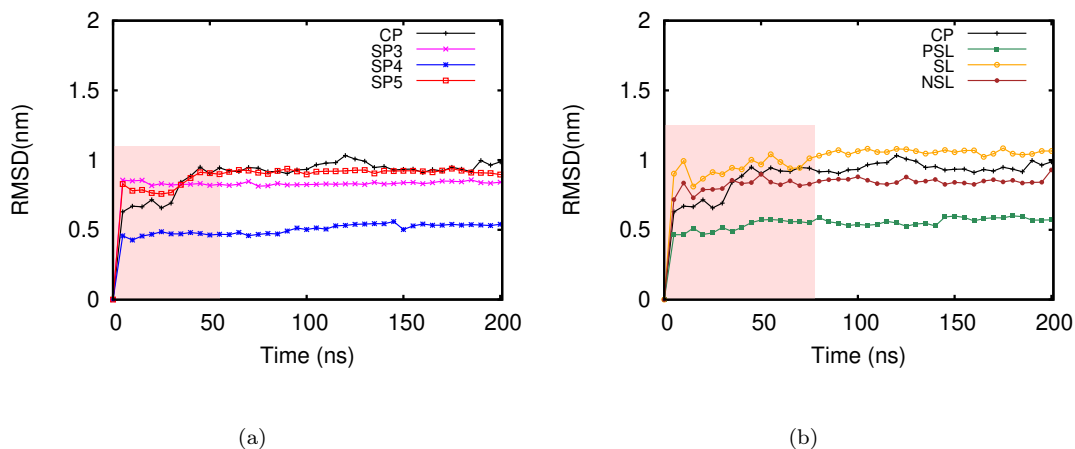 RMSD(nm)
2
1.5
1
0.5
0
0 50 100 150 200
Time (ns)
CP
SP3
SP4
SP5
(a)
RMSD(nm)
2
1.5
1
0.5
0
0 50 100 150 200
Time (ns)
CP
PSL
SL
NSL
(b)